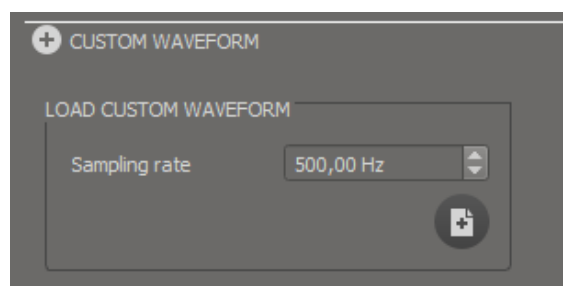 CUSTOM WAVEFORM
LOAD CUSTOM WAVEFORM
Sampling rate 500,00 Hz